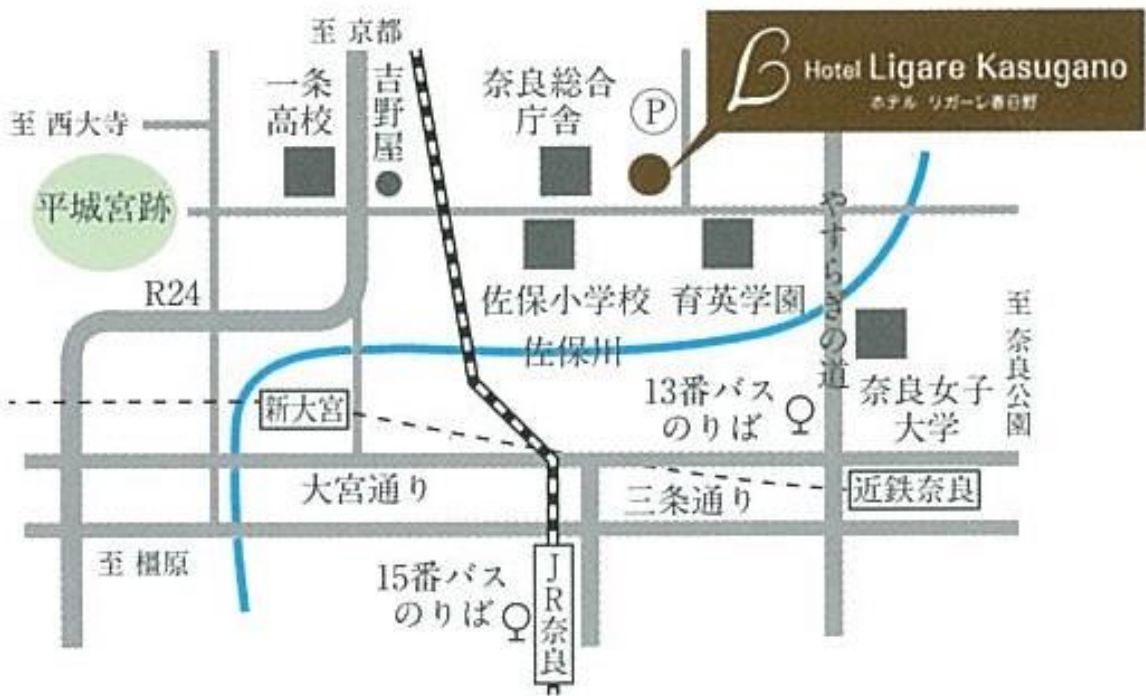 至 京都
Hotel Ligare Kasugano
ホテル リガーレ春日野
一条
高校
吉野屋
奈良総合
庁舎
P
至 西大寺
平城宮跡
やすらぎの道
R24
佐保小学校
育英学園
佐保川
至 奈良公園
新大宮
13番バス
のりば
奈良女子
大学
大宮通り
三条通り
近鉄奈良
至 橿原
15番バス
のりば
JR奈良